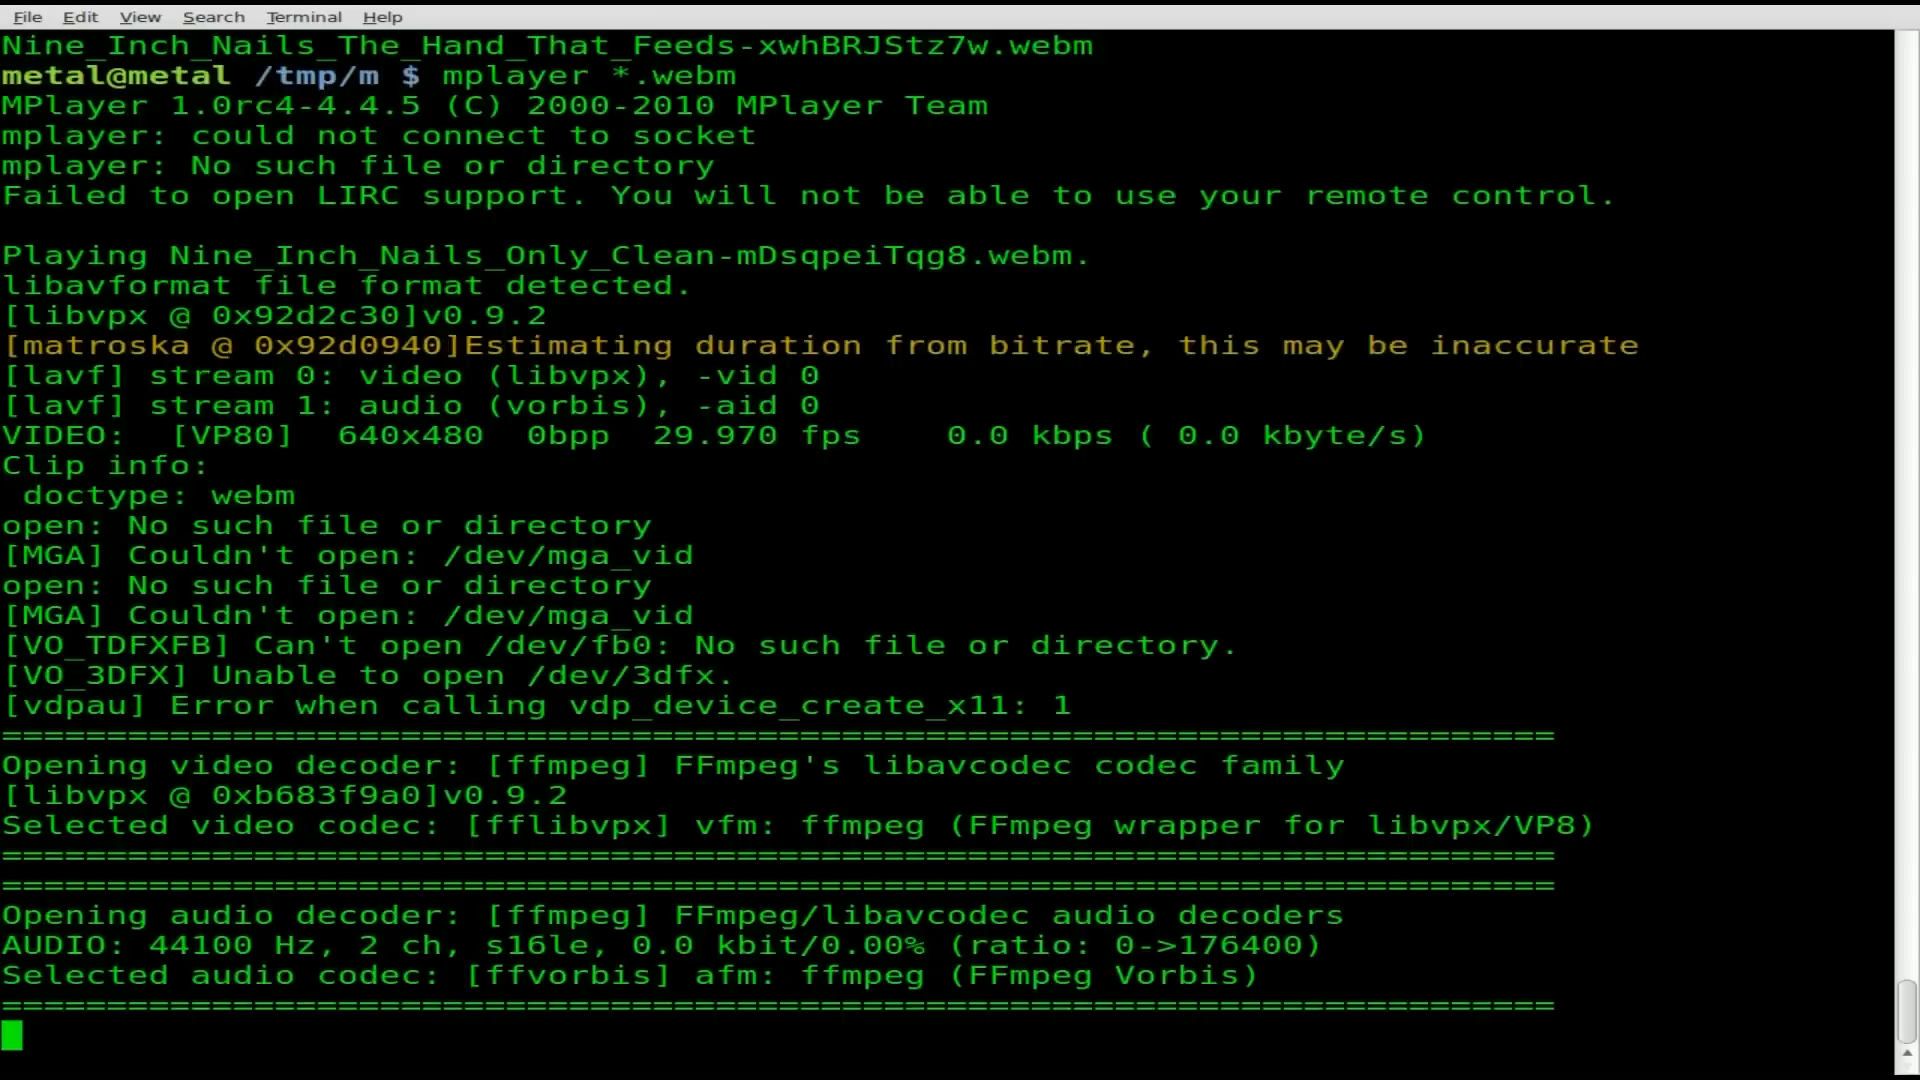 File Edit View Search Terminal Help
Nine_Inch_Nails_The_Hand_That_Feeds-xwhBRJStz7w.webm
metal@metal /tmp/m $ mplayer *.webm
MPlayer 1.0rc4-4.4.5 (C) 2000-2010 MPlayer Team
mplayer: could not connect to socket
mplayer: No such file or directory
Failed to open LIRC support. You will not be able to use your remote control.
Playing Nine_Inch_Nails_Only_Clean-mDsqpeiTqg8.webm.
libavformat file format detected.
[libvpx @ 0x92d2c30]v0.9.2
[matroska @ 0x92d0940]Estimating duration from bitrate, this may be inaccurate
[lavf] stream 0: video (libvpx), -vid 0
[lavf] stream 1: audio (vorbis), -aid 0
VIDEO:  [VP80]  640x480  0bpp  29.970 fps    0.0 kbps ( 0.0 kbyte/s)
Clip info:
 doctype: webm
open: No such file or directory
[MGA] Couldn't open: /dev/mga_vid
open: No such file or directory
[MGA] Couldn't open: /dev/mga_vid
[VO_TDFXFB] Can't open /dev/fb0: No such file or directory.
[VO_3DFX] Unable to open /dev/3dfx.
[vdpau] Error when calling vdp_device_create_x11: 1
==========================================================================
Opening video decoder: [ffmpeg] FFmpeg's libavcodec codec family
[libvpx @ 0xb683f9a0]v0.9.2
Selected video codec: [fflibvpx] vfm: ffmpeg (FFmpeg wrapper for libvpx/VP8)
==========================================================================
==========================================================================
Opening audio decoder: [ffmpeg] FFmpeg/libavcodec audio decoders
AUDIO: 44100 Hz, 2 ch, s16le, 0.0 kbit/0.00% (ratio: 0->176400)
Selected audio codec: [ffvorbis] afm: ffmpeg (FFmpeg Vorbis)
==========================================================================